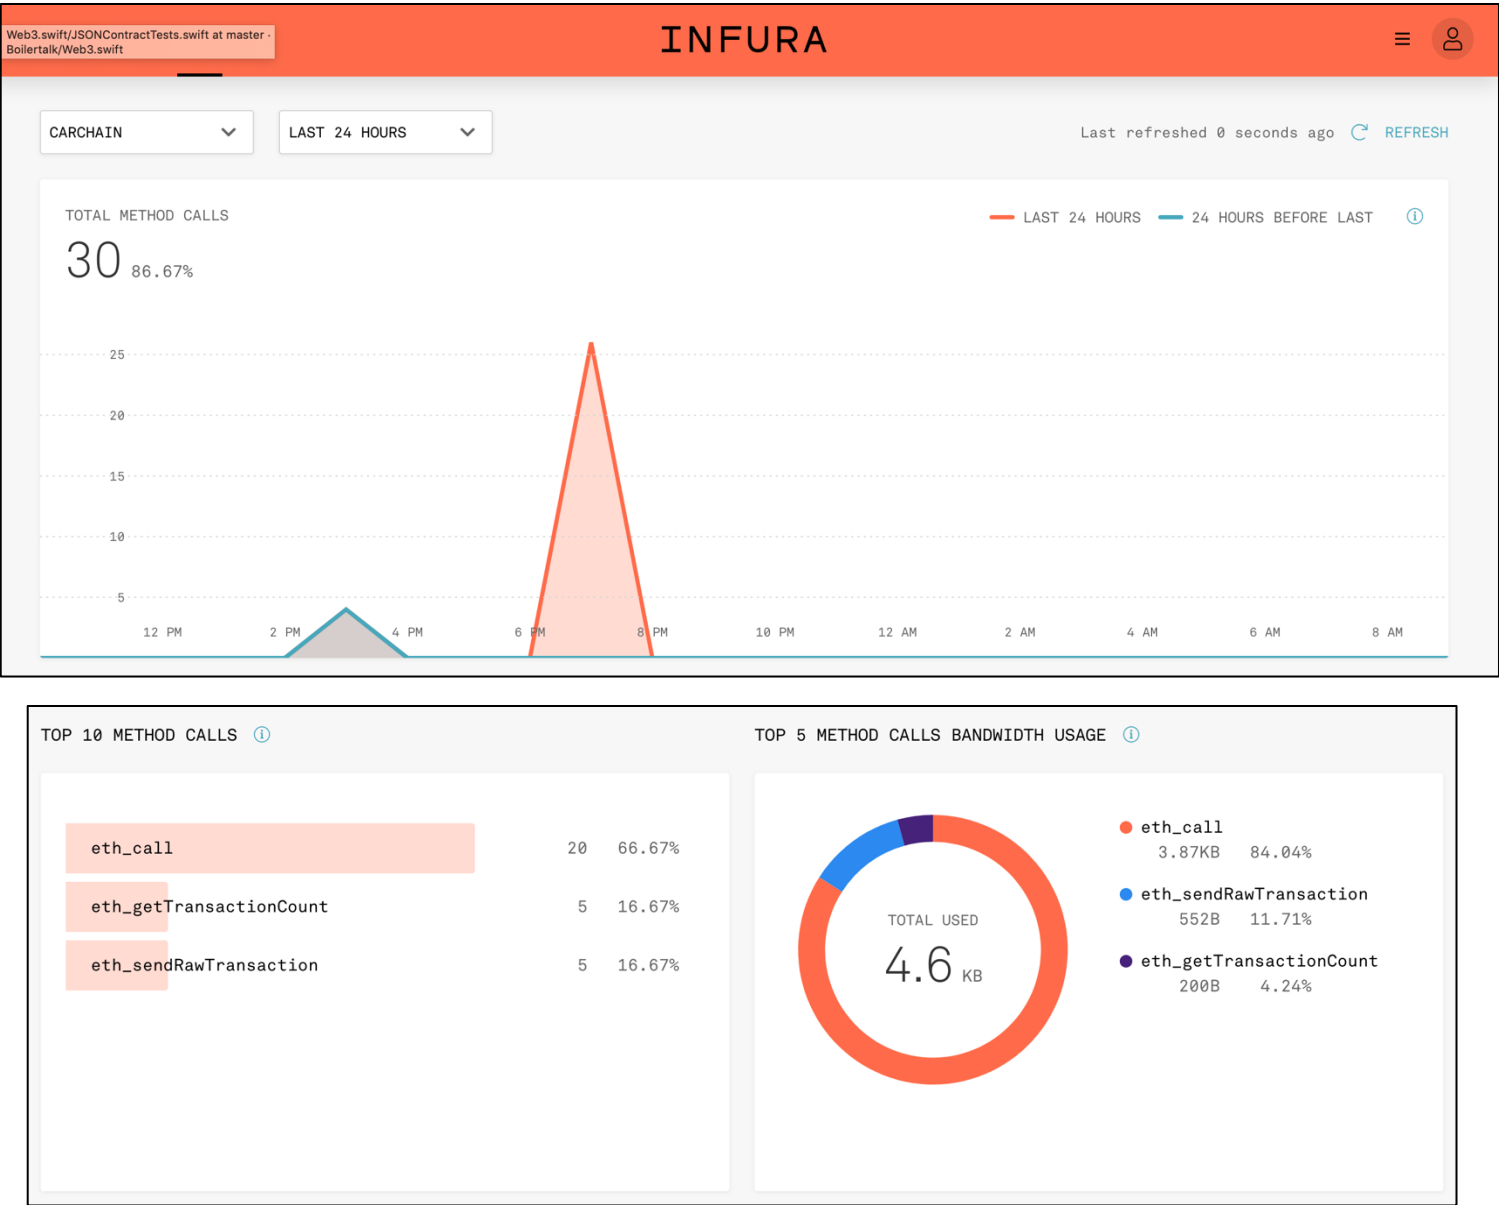 Web3.swift/JSONContractTests.swift at master ·
Boilertalk/Web3.swift
INFURA
CARCHAIN
LAST 24 HOURS
Last refreshed 0 seconds ago
REFRESH
TOTAL METHOD CALLS
LAST 24 HOURS
24 HOURS BEFORE LAST
30 86.67%
25
20
15
10
5
12 PM 2 PM 4 PM 6 PM 8 PM 10 PM 12 AM 2 AM 4 AM 6 AM 8 AM
TOP 10 METHOD CALLS
eth_call 20 66.67%
eth_getTransactionCount 5 16.67%
eth_sendRawTransaction 5 16.67%
TOP 5 METHOD CALLS BANDWIDTH USAGE
TOTAL USED
4.6 KB
eth_call
3.87KB 84.04%
eth_sendRawTransaction
552B 11.71%
eth_getTransactionCount
200B 4.24%